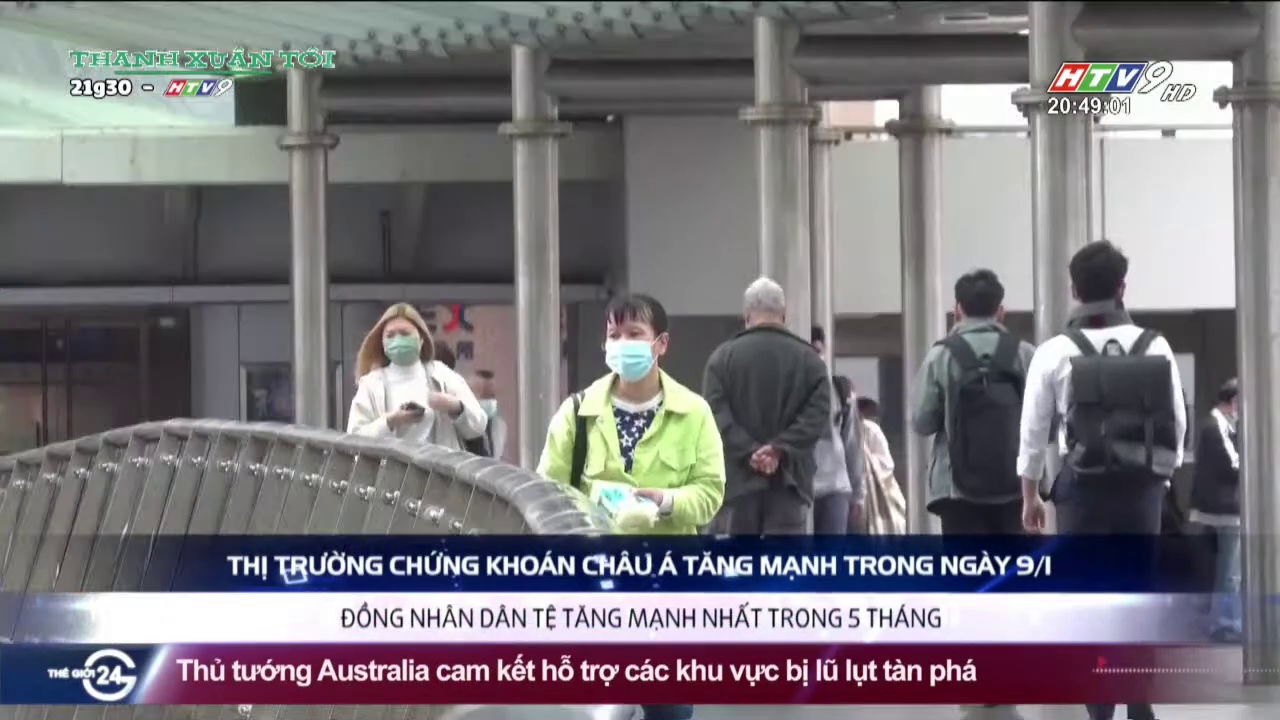 THANH XUÂN TÔI
21g30 - HTV9
HTV9 HD
20:49:01
THỊ TRƯỜNG CHỨNG KHOÁN CHÂU Á TĂNG MẠNH TRONG NGÀY 9/1
ĐỒNG NHÂN DÂN TỆ TĂNG MẠNH NHẤT TRONG 5 THÁNG
THẾ GIỚI 24G
Thủ tướng Australia cam kết hỗ trợ các khu vực bị lũ lụt tàn phá